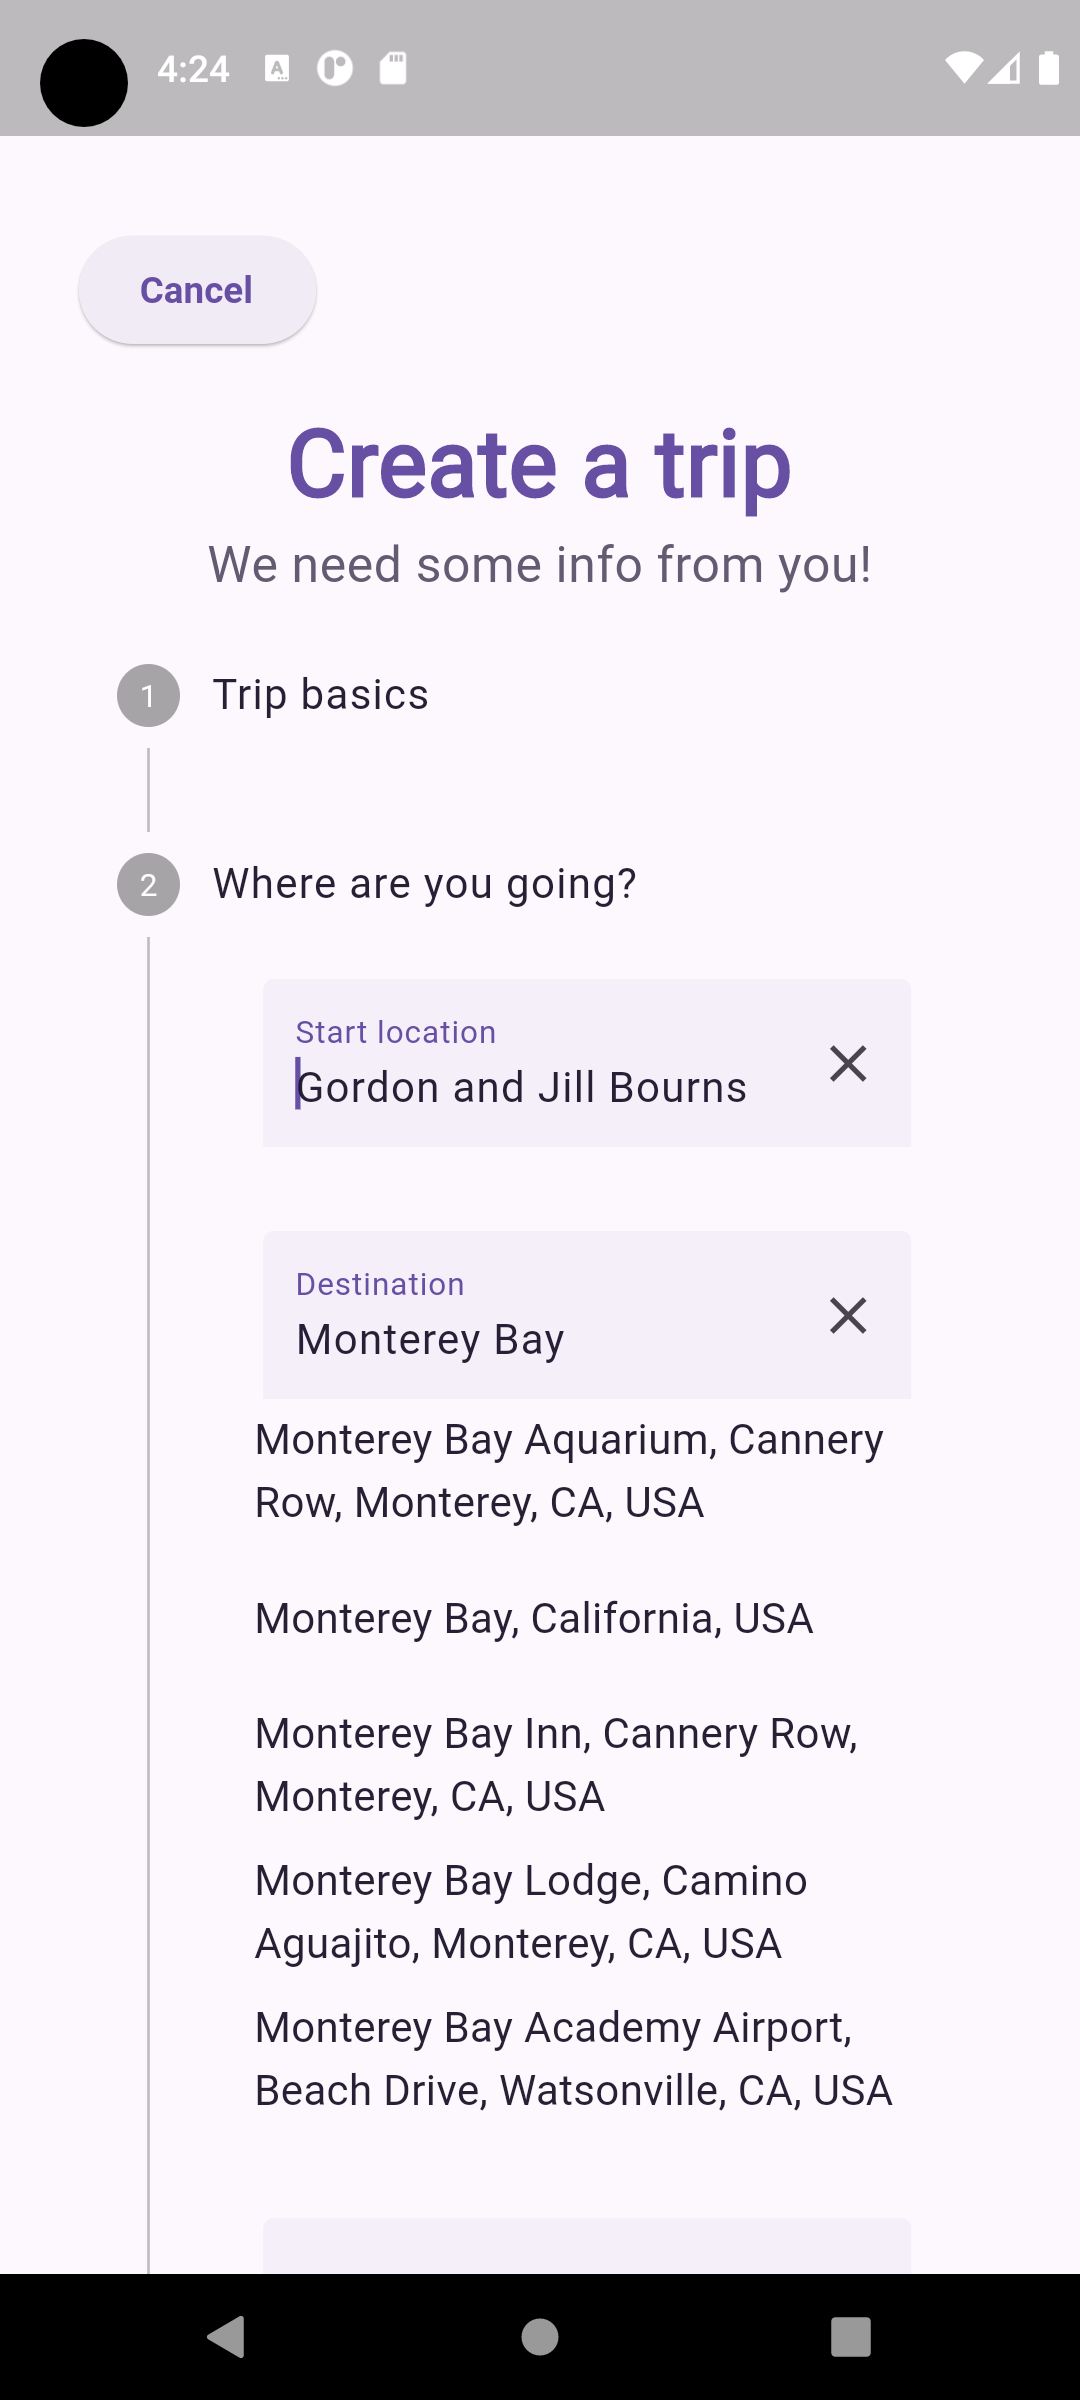 4:24
Cancel
Create a trip
We need some info from you!
1 Trip basics
2 Where are you going?
Start location
Gordon and Jill Bourns
Destination
Monterey Bay
Monterey Bay Aquarium, Cannery
Row, Monterey, CA, USA
Monterey Bay, California, USA
Monterey Bay Inn, Cannery Row,
Monterey, CA, USA
Monterey Bay Lodge, Camino
Aguajito, Monterey, CA, USA
Monterey Bay Academy Airport,
Beach Drive, Watsonville, CA, USA